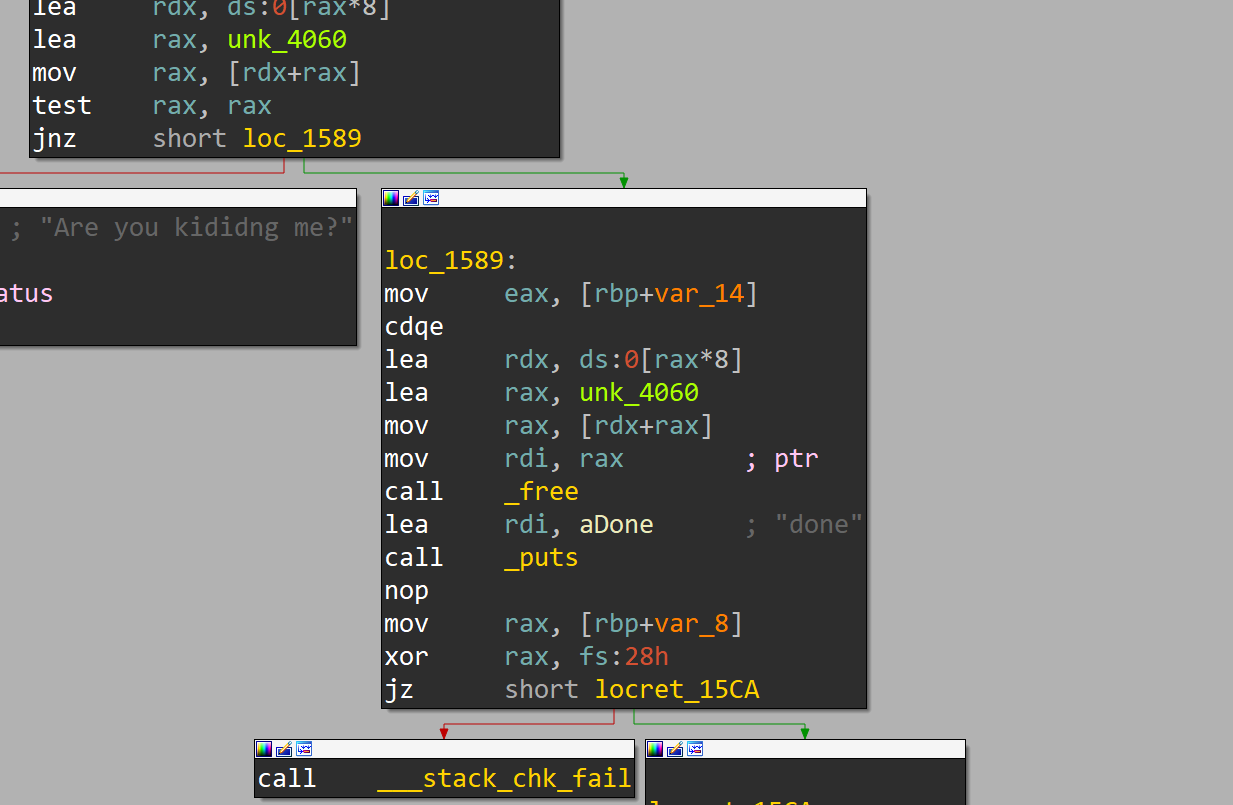 lea     rdx, ds:0[rax*8]
lea     rax, unk_4060
mov     rax, [rdx+rax]
test    rax, rax
jnz     short loc_1589
; "Are you kididng me?"
atus
loc_1589:
mov     eax, [rbp+var_14]
cdqe
lea     rdx, ds:0[rax*8]
lea     rax, unk_4060
mov     rax, [rdx+rax]
mov     rdi, rax        ; ptr
call    _free
lea     rdi, aDone      ; "done"
call    _puts
nop
mov     rax, [rbp+var_8]
xor     rax, fs:28h
jz      short locret_15CA
call    ___stack_chk_fail
locret_15CA